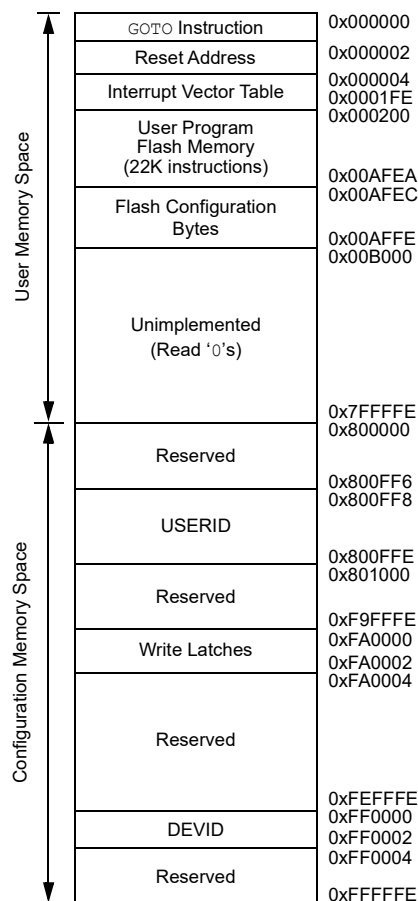 GOTO Instruction
0x000000
Reset Address
0x000002
Interrupt Vector Table
0x000004
0x0001FE
User Program
Flash Memory
(22K instructions)
0x000200
0x00AFEA
Flash Configuration
Bytes
0x00AFEC
0x00AFFE
Unimplemented
(Read ‘0’s)
0x00B000
0x7FFFFE
User Memory Space
Reserved
0x800000
0x800FF6
USERID
0x800FF8
0x800FFE
Reserved
0x801000
0xF9FFFE
Write Latches
0xFA0000
0xFA0002
Reserved
0xFA0004
0xFEFFFE
DEVID
0xFF0000
0xFF0002
Reserved
0xFF0004
0xFFFFFE
Configuration Memory Space